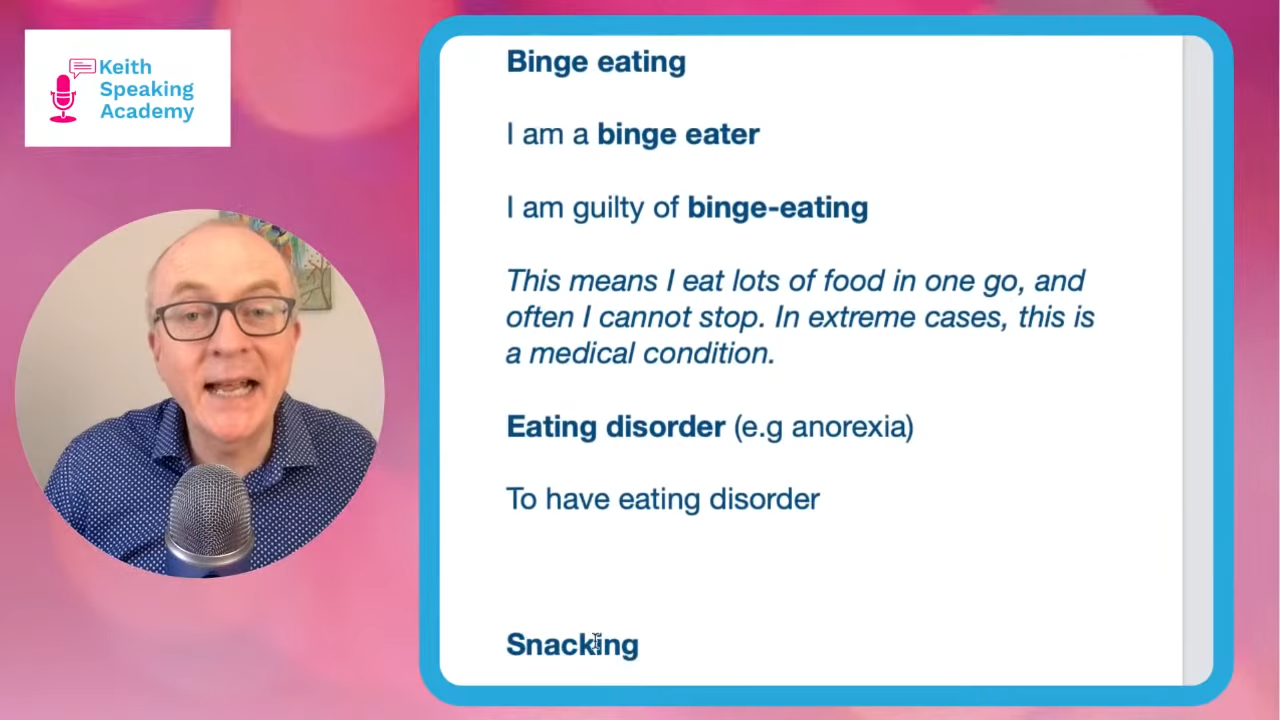 Keith
Speaking
Academy
Binge eating
I am a binge eater
I am guilty of binge-eating
This means I eat lots of food in one go, and
often I cannot stop. In extreme cases, this is
a medical condition.
Eating disorder (e.g anorexia)
To have eating disorder
Snacking